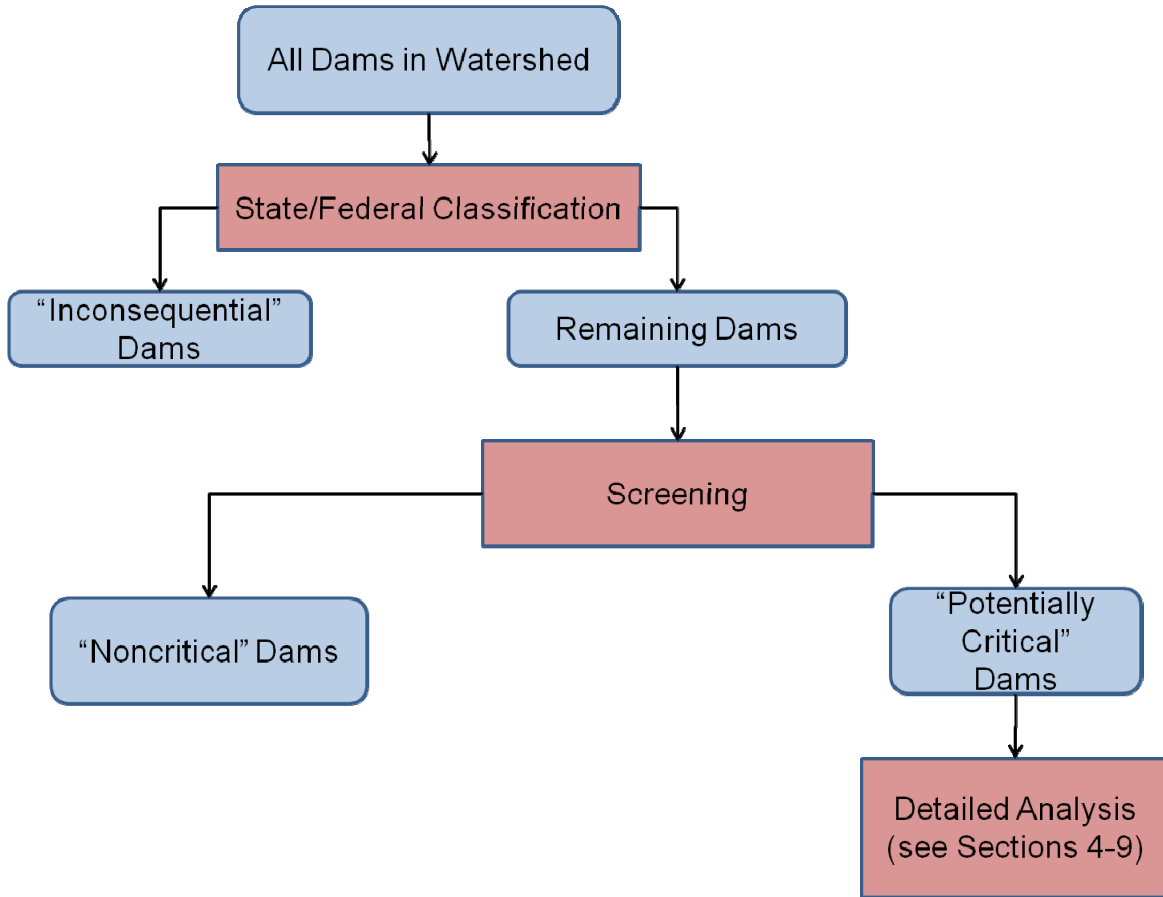 All Dams in Watershed
State/Federal Classification
“Inconsequential”
Dams
Remaining Dams
Screening
“Noncritical” Dams
“Potentially
Critical”
Dams
Detailed Analysis
(see Sections 4-9)